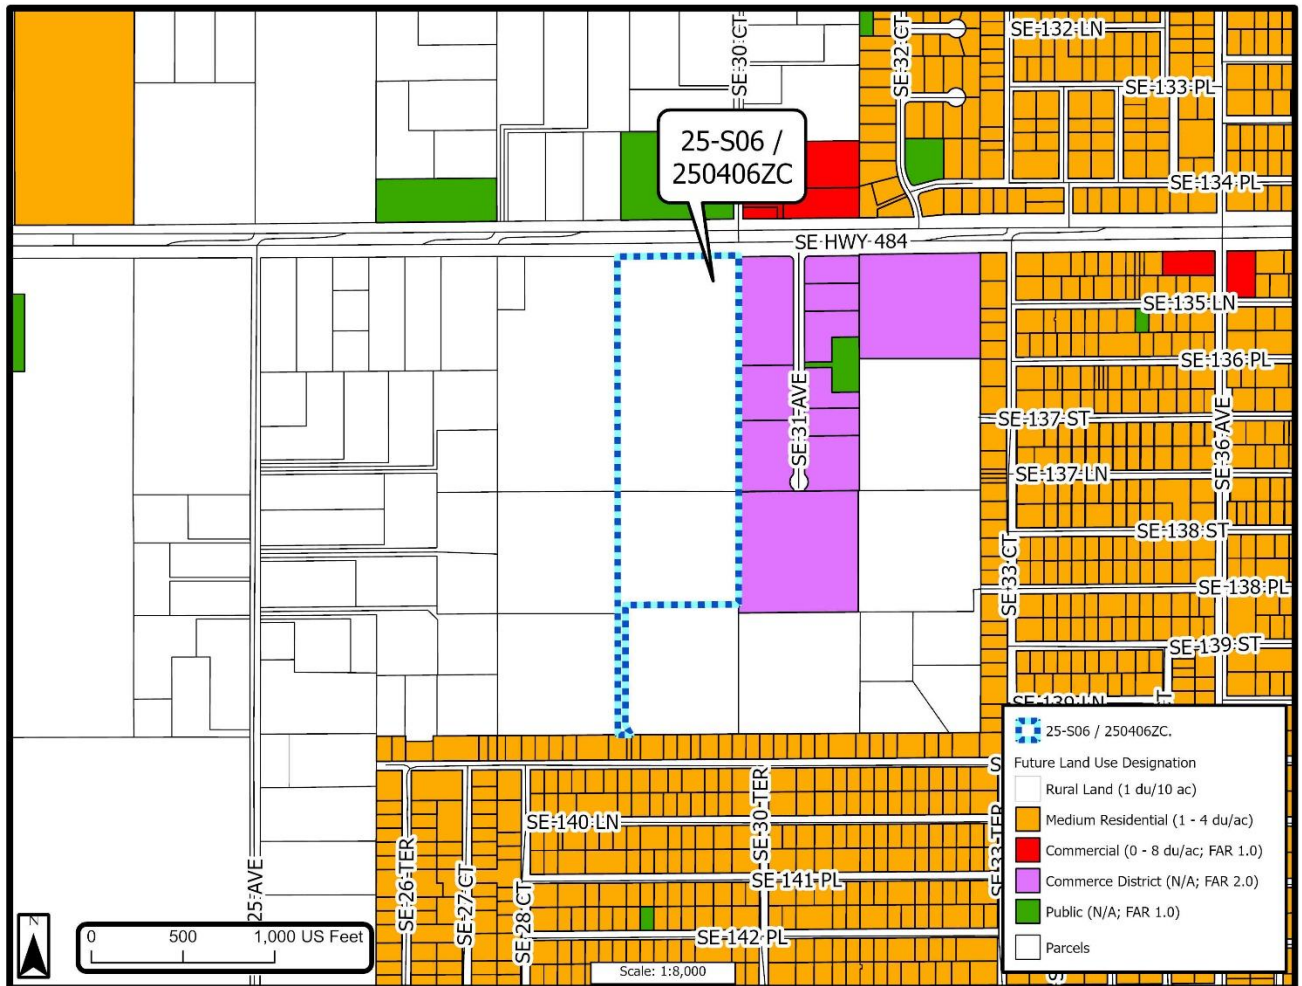 SE 30 CT
SE 32 CT
SE-132-LN
SE-133-PL
25-S06 /
250406ZC
SE-134-PL
SE HWY 484
SE-135-LN
SE-136-PL
SE-31-AVE
SE-36-AVE
SE-137-ST
SE-137-LN
SE-138-ST
SE-33-CT
SE-138-PL
SE-139-ST
SE-139-LN
25-S06 / 250406ZC.
Future Land Use Designation
Rural Land (1 du/10 ac)
Medium Residential (1 - 4 du/ac)
Commercial (0 - 8 du/ac; FAR 1.0)
Commerce District (N/A; FAR 2.0)
Public (N/A; FAR 1.0)
Parcels
SE-140-LN
SE-30-TER
SE-33-TER
SE-141-PL
SE-142-PL
25-AVE
SE-26-TER
SE-27-CT
SE-28-CT
N
0 500 1,000 US Feet
Scale: 1:8,000